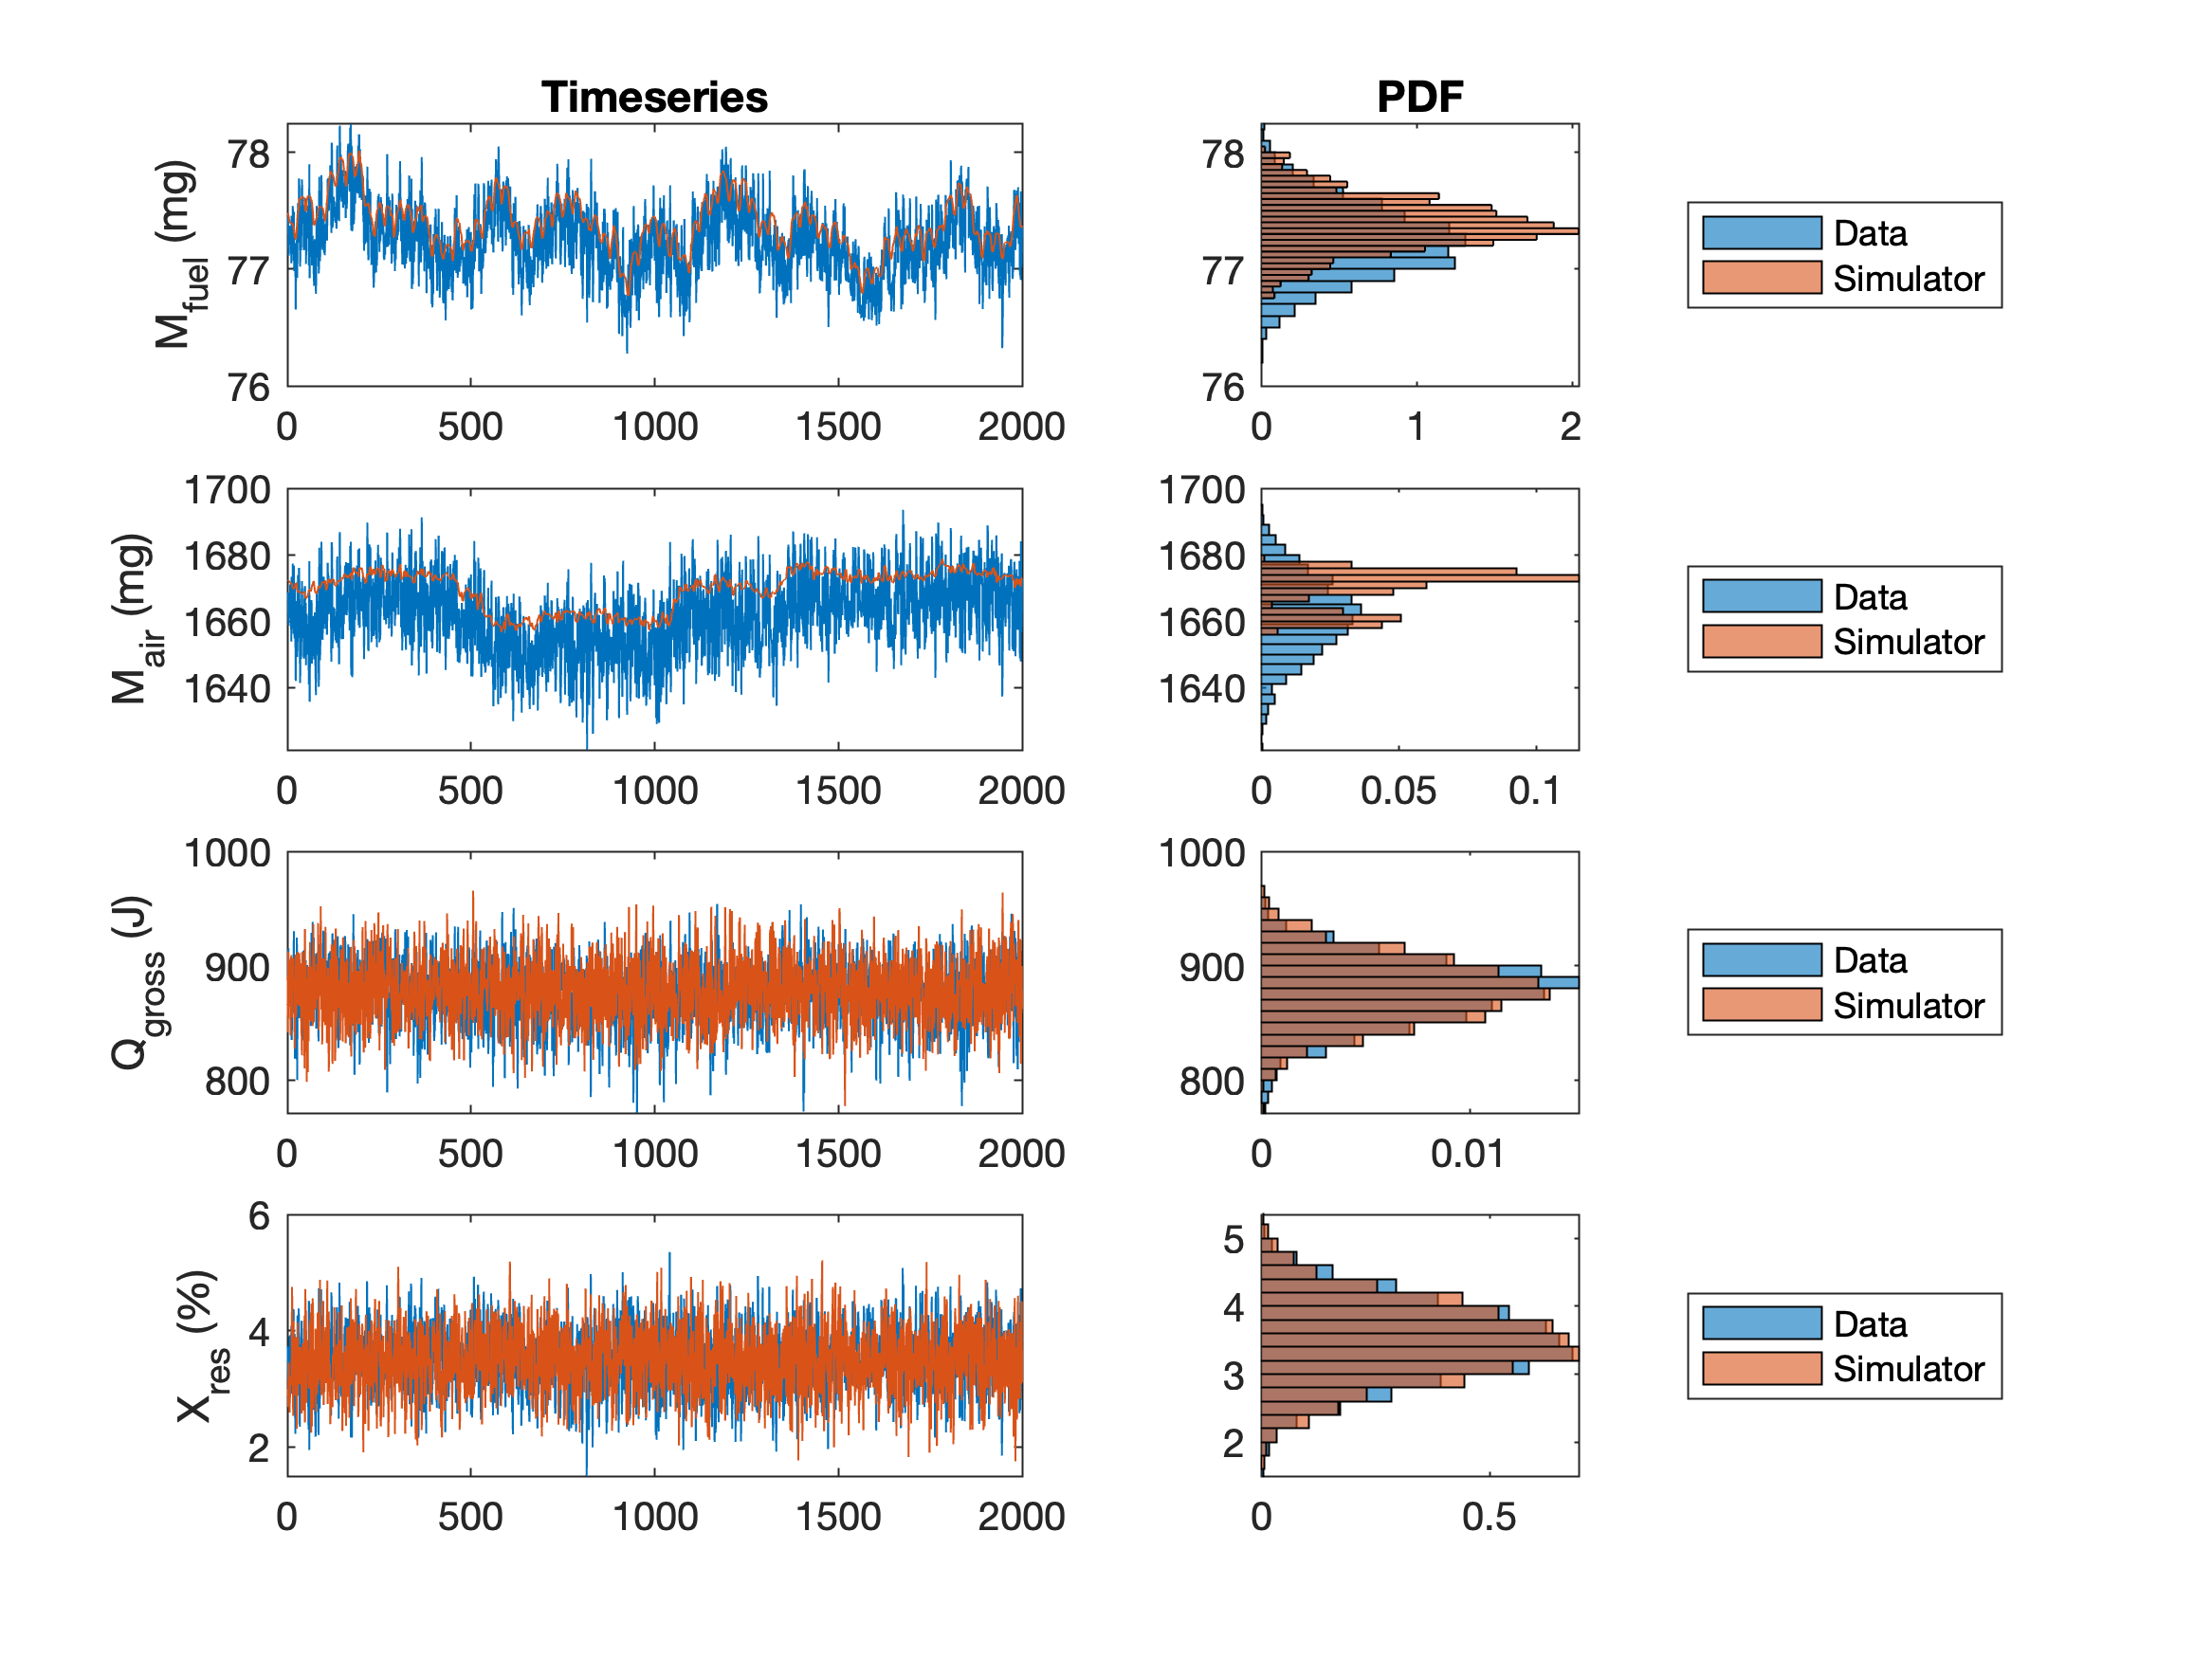 Timeseries
PDF
M_fuel (mg)
78
77
76
0 500 1000 1500 2000
78
77
76
0 1 2
Data
Simulator
M_air (mg)
1700
1680
1660
1640
0 500 1000 1500 2000
1700
1680
1660
1640
0 0.05 0.1
Data
Simulator
Q_gross (J)
1000
900
800
0 500 1000 1500 2000
1000
900
800
0 0.01
Data
Simulator
X_res (%)
6
4
2
0 500 1000 1500 2000
5
4
3
2
0 0.5
Data
Simulator